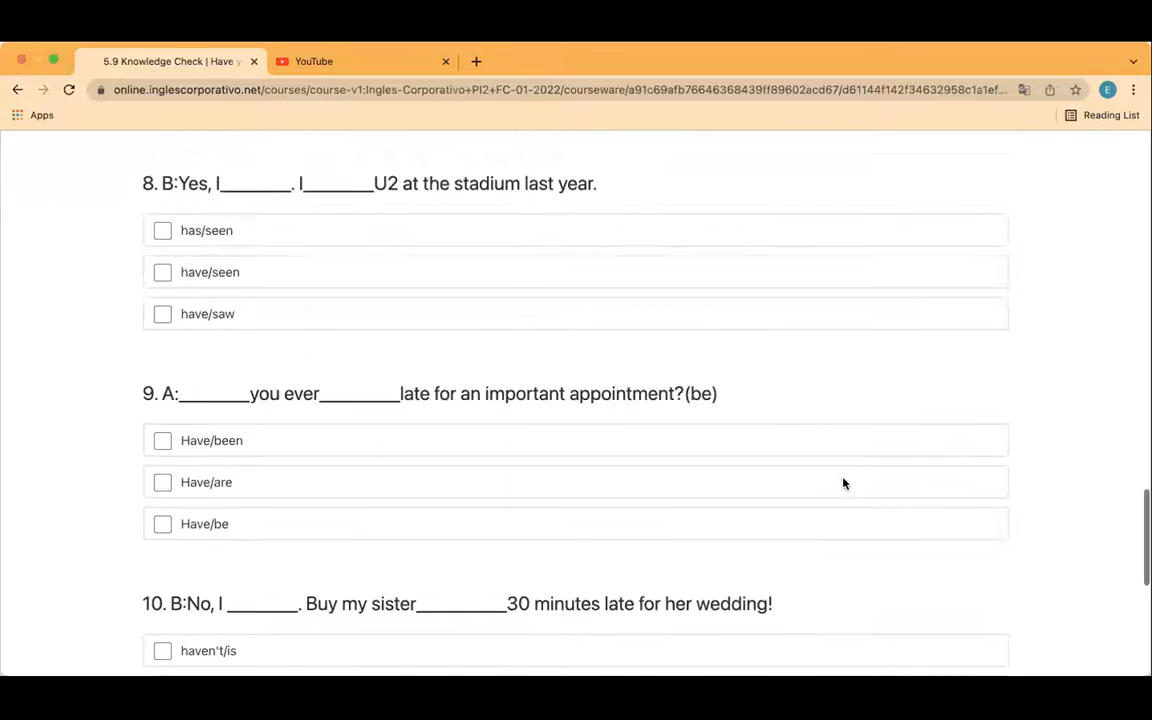 5.9 Knowledge Check | Have y
YouTube
online.inglescorporativo.net/courses/course-v1:Ingles-Corporativo+PI2+FC-01-2022/courseware/a91c69afb76646368439ff89602acd67/d61144f142f34632958c1a1ef...
E
Apps
Reading List
8. B:Yes, I________. I________U2 at the stadium last year.
has/seen
have/seen
have/saw
9. A:________you ever_________late for an important appointment?(be)
Have/been
Have/are
Have/be
10. B:No, I ________. Buy my sister__________30 minutes late for her wedding!
haven't/is